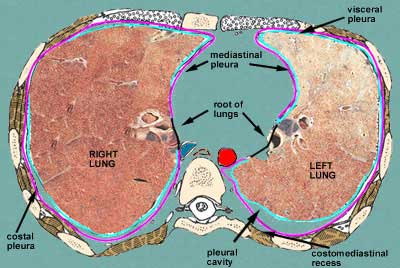 visceral
pleura
mediastinal
pleura
root of
lungs
RIGHT
LUNG
LEFT
LUNG
costal
pleura
pleural
cavity
costomediastinal
recess